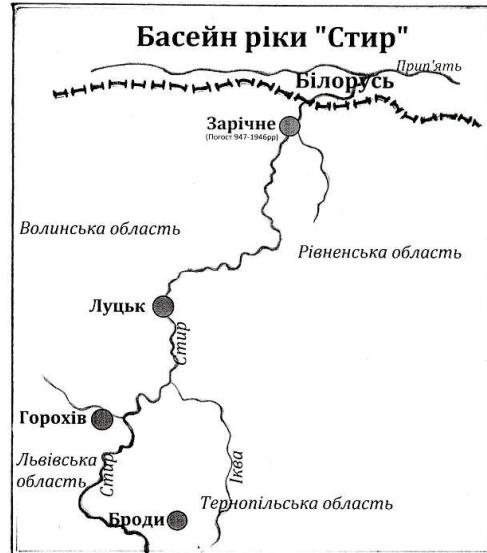 Басейн ріки "Стир"
Прип'ять
Білорусь
Зарічне
(Погост 947-1946рр)
Волинська область
Рівненська область
Луцьк
Стир
Горохів
Львівська
область
Стир
Іква
Тернопільська область
Броди